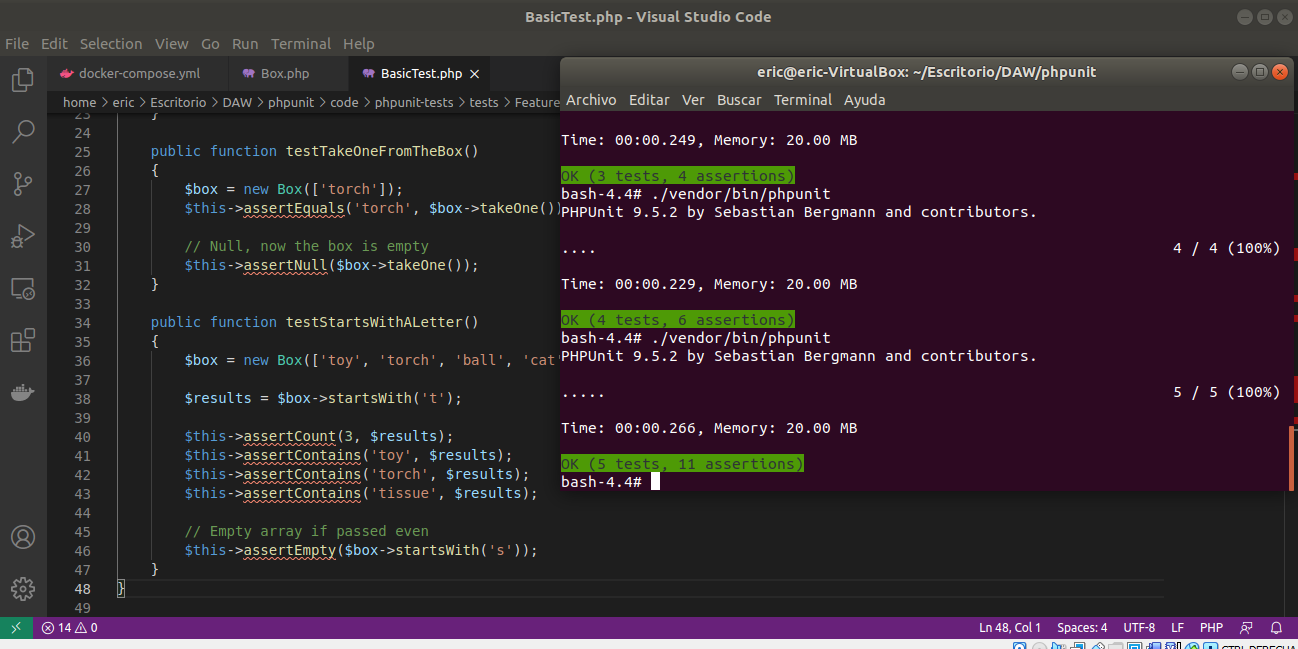 BasicTest.php - Visual Studio Code
File Edit Selection View Go Run Terminal Help
docker-compose.yml Box.php BasicTest.php
home > eric > Escritorio > DAW > phpunit > code > phpunit-tests > tests > Feature
23 }
24
25 public function testTakeOneFromTheBox()
26 {
27 $box = new Box(['torch']);
28 $this->assertEquals('torch', $box->takeOne())
29
30 // Null, now the box is empty
31 $this->assertNull($box->takeOne());
32 }
33
34 public function testStartsWithALetter()
35 {
36 $box = new Box(['toy', 'torch', 'ball', 'cat'
37
38 $results = $box->startsWith('t');
39
40 $this->assertCount(3, $results);
41 $this->assertContains('toy', $results);
42 $this->assertContains('torch', $results);
43 $this->assertContains('tissue', $results);
44
45 // Empty array if passed even
46 $this->assertEmpty($box->startsWith('s'));
47 }
48 }
49
eric@eric-VirtualBox: ~/Escritorio/DAW/phpunit
Archivo Editar Ver Buscar Terminal Ayuda
Time: 00:00.249, Memory: 20.00 MB
OK (3 tests, 4 assertions)
bash-4.4# ./vendor/bin/phpunit
PHPUnit 9.5.2 by Sebastian Bergmann and contributors.
.... 4 / 4 (100%)
Time: 00:00.229, Memory: 20.00 MB
OK (4 tests, 6 assertions)
bash-4.4# ./vendor/bin/phpunit
PHPUnit 9.5.2 by Sebastian Bergmann and contributors.
..... 5 / 5 (100%)
Time: 00:00.266, Memory: 20.00 MB
OK (5 tests, 11 assertions)
bash-4.4#
14 0 Ln 48, Col 1 Spaces: 4 UTF-8 LF PHP
CTRL DERECHA